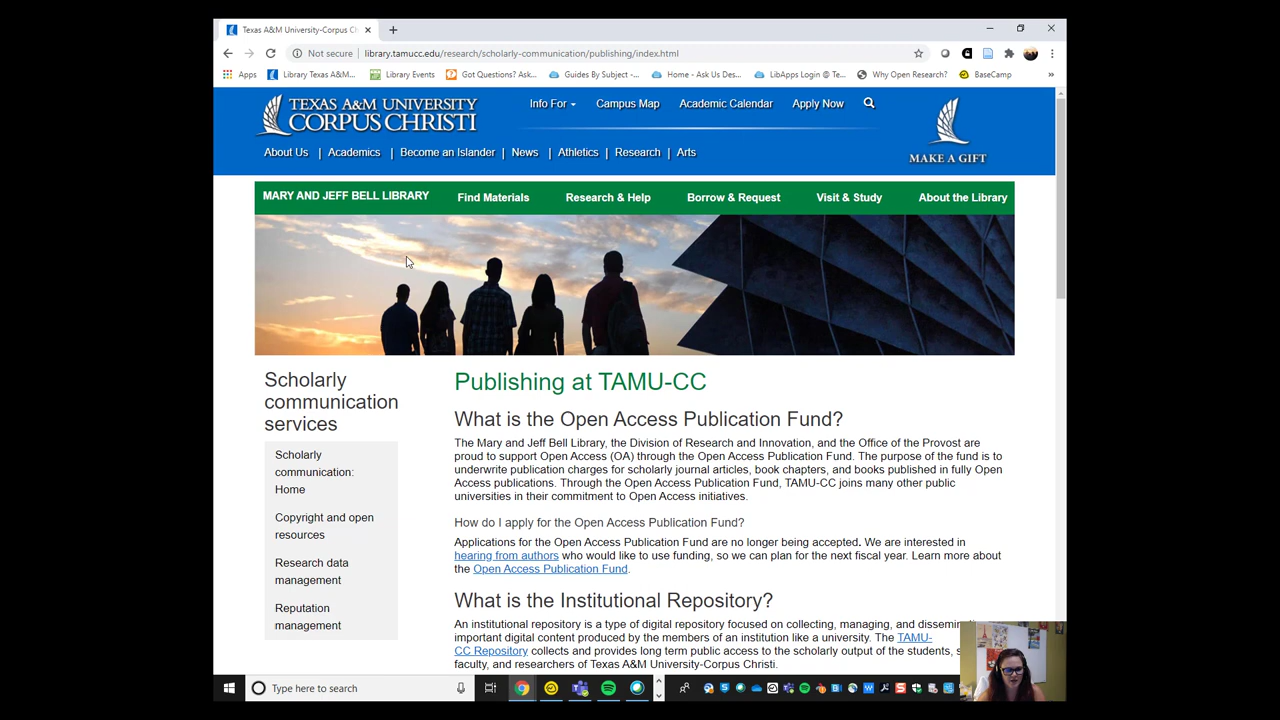 Texas A&M University-Corpus C
Not secure | library.tamucc.edu/research/scholarly-communication/publishing/index.html
Apps Library Texas A&M... Library Events Got Questions? Ask... Guides By Subject -... Home - Ask Us Des... LibApps Login @ Te... Why Open Research? BaseCamp »
TEXAS A&M UNIVERSITY
CORPUS CHRISTI
Info For Campus Map Academic Calendar Apply Now
MAKE A GIFT
About Us | Academics | Become an Islander | News | Athletics | Research | Arts
MARY AND JEFF BELL LIBRARY Find Materials Research & Help Borrow & Request Visit & Study About the Library
Scholarly
communication
services
Scholarly
communication:
Home
Copyright and open
resources
Research data
management
Reputation
management
Publishing at TAMU-CC
What is the Open Access Publication Fund?
The Mary and Jeff Bell Library, the Division of Research and Innovation, and the Office of the Provost are
proud to support Open Access (OA) through the Open Access Publication Fund. The purpose of the fund is to
underwrite publication charges for scholarly journal articles, book chapters, and books published in fully Open
Access publications. Through the Open Access Publication Fund, TAMU-CC joins many other public
universities in their commitment to Open Access initiatives.
How do I apply for the Open Access Publication Fund?
Applications for the Open Access Publication Fund are no longer being accepted. We are interested in
hearing from authors who would like to use funding, so we can plan for the next fiscal year. Learn more about
the Open Access Publication Fund.
What is the Institutional Repository?
An institutional repository is a type of digital repository focused on collecting, managing, and dissemi
important digital content produced by the members of an institution like a university. The TAMU-
CC Repository collects and provides long term public access to the scholarly output of the students, s
faculty, and researchers of Texas A&M University-Corpus Christi.
Type here to search